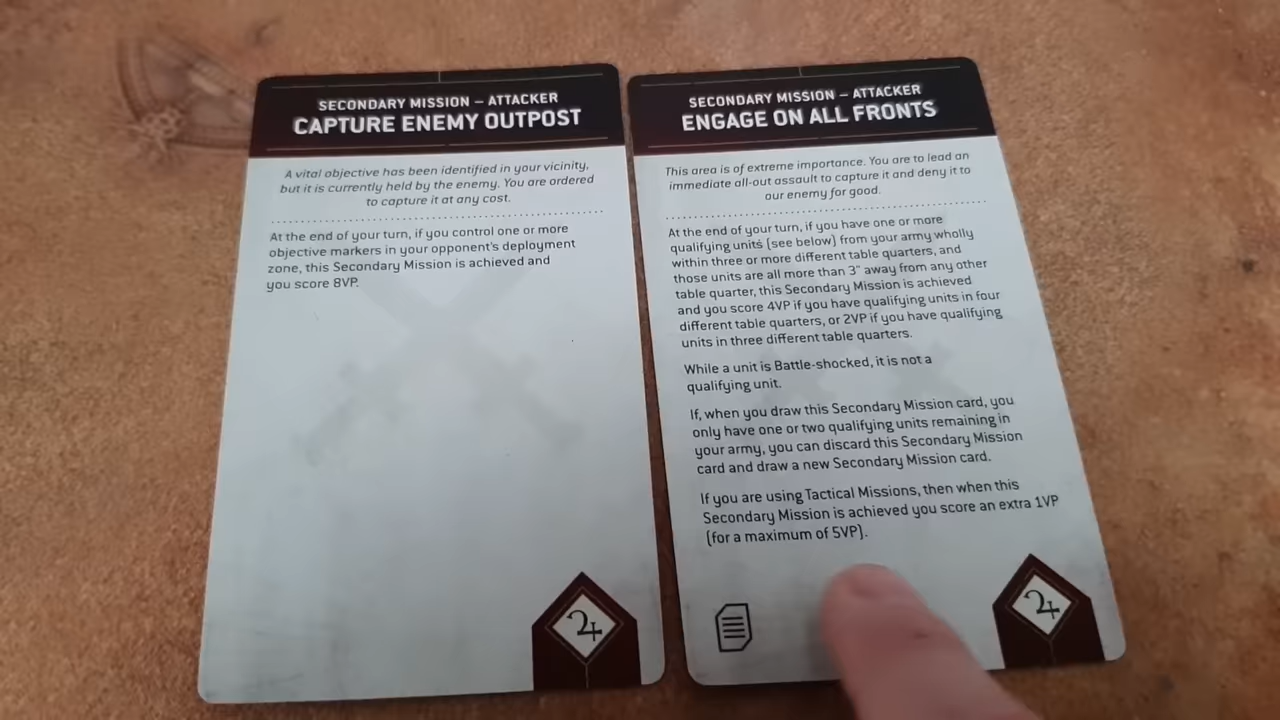 SECONDARY MISSION – ATTACKER
CAPTURE ENEMY OUTPOST
A vital objective has been identified in your vicinity,
but it is currently held by the enemy. You are ordered
to capture it at any cost.
At the end of your turn, if you control one or more
objective markers in your opponent's deployment
zone, this Secondary Mission is achieved and
you score 8VP.
SECONDARY MISSION – ATTACKER
ENGAGE ON ALL FRONTS
This area is of extreme importance. You are to lead an
immediate all-out assault to capture it and deny it to
our enemy for good.
At the end of your turn, if you have one or more
qualifying units (see below) from your army wholly
within three or more different table quarters, and
those units are all more than 3" away from any other
table quarter, this Secondary Mission is achieved
and you score 4VP if you have qualifying units in four
different table quarters, or 2VP if you have qualifying
units in three different table quarters.
While a unit is Battle-shocked, it is not a
qualifying unit.
If, when you draw this Secondary Mission card, you
only have one or two qualifying units remaining in
your army, you can discard this Secondary Mission
card and draw a new Secondary Mission card.
If you are using Tactical Missions, then when this
Secondary Mission is achieved you score an extra 1VP
(for a maximum of 5VP).